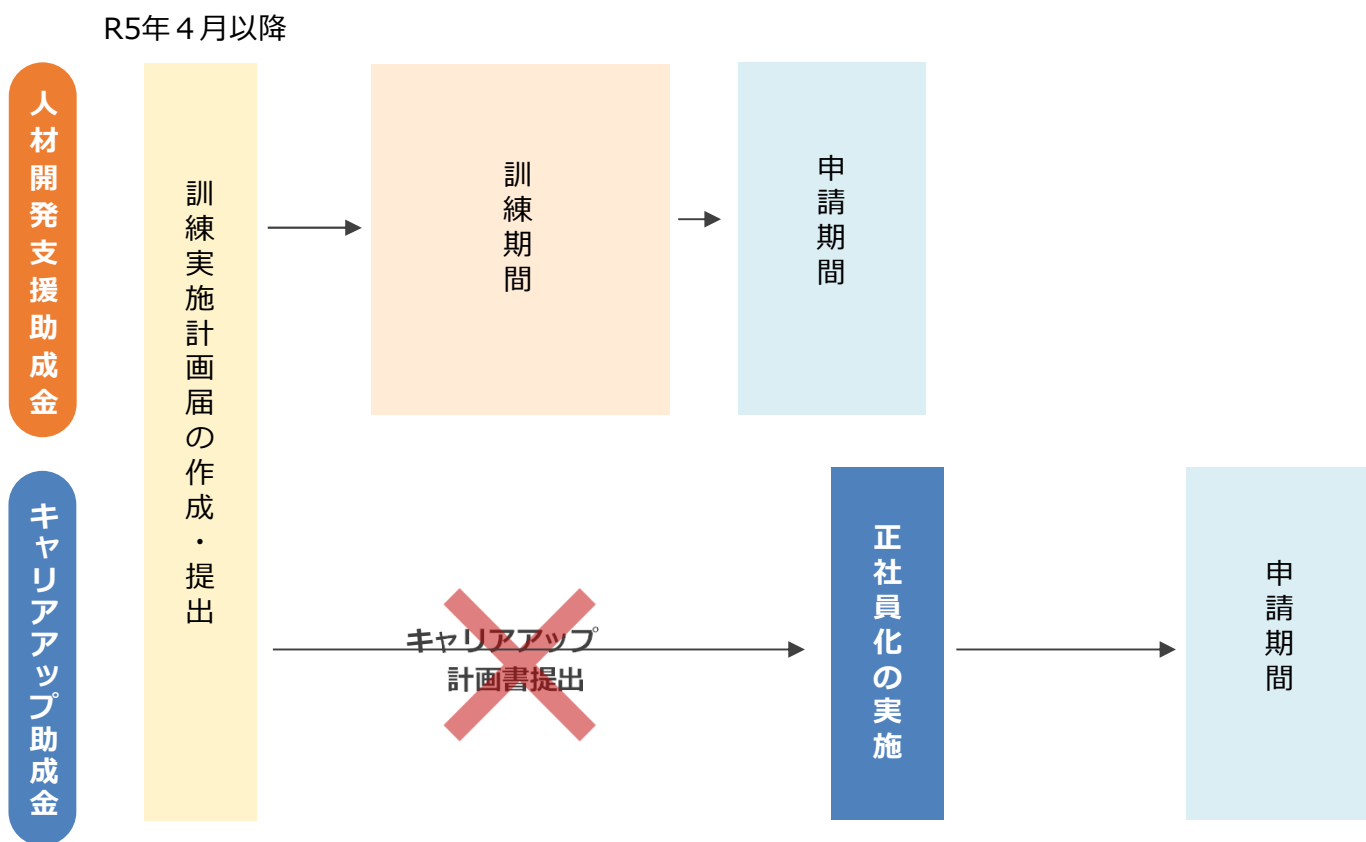 R5年４月以降
人材開発支援助成金
訓練実施計画届の作成・提出
訓練期間
申請期間
キャリアアップ助成金
キャリアアップ
計画書提出
正社員化の実施
申請期間